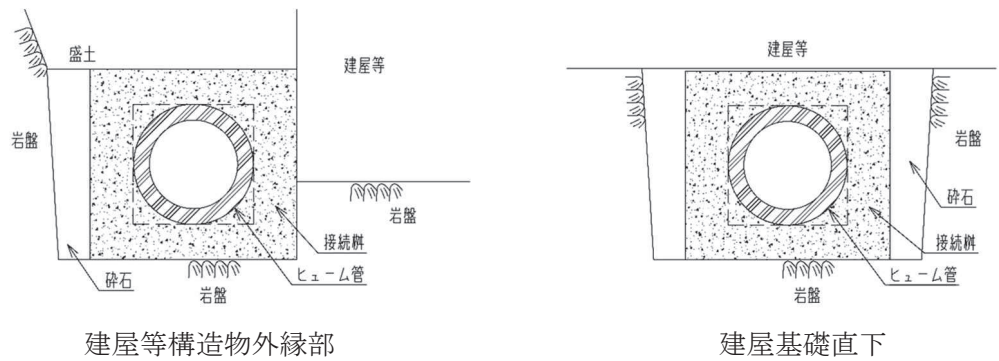 盛土
建屋等
岩盤
岩盤
接続桝
ヒューム管
砕石
岩盤
建屋等構造物外縁部
建屋等
岩盤
砕石
接続桝
ヒューム管
岩盤
建屋基礎直下